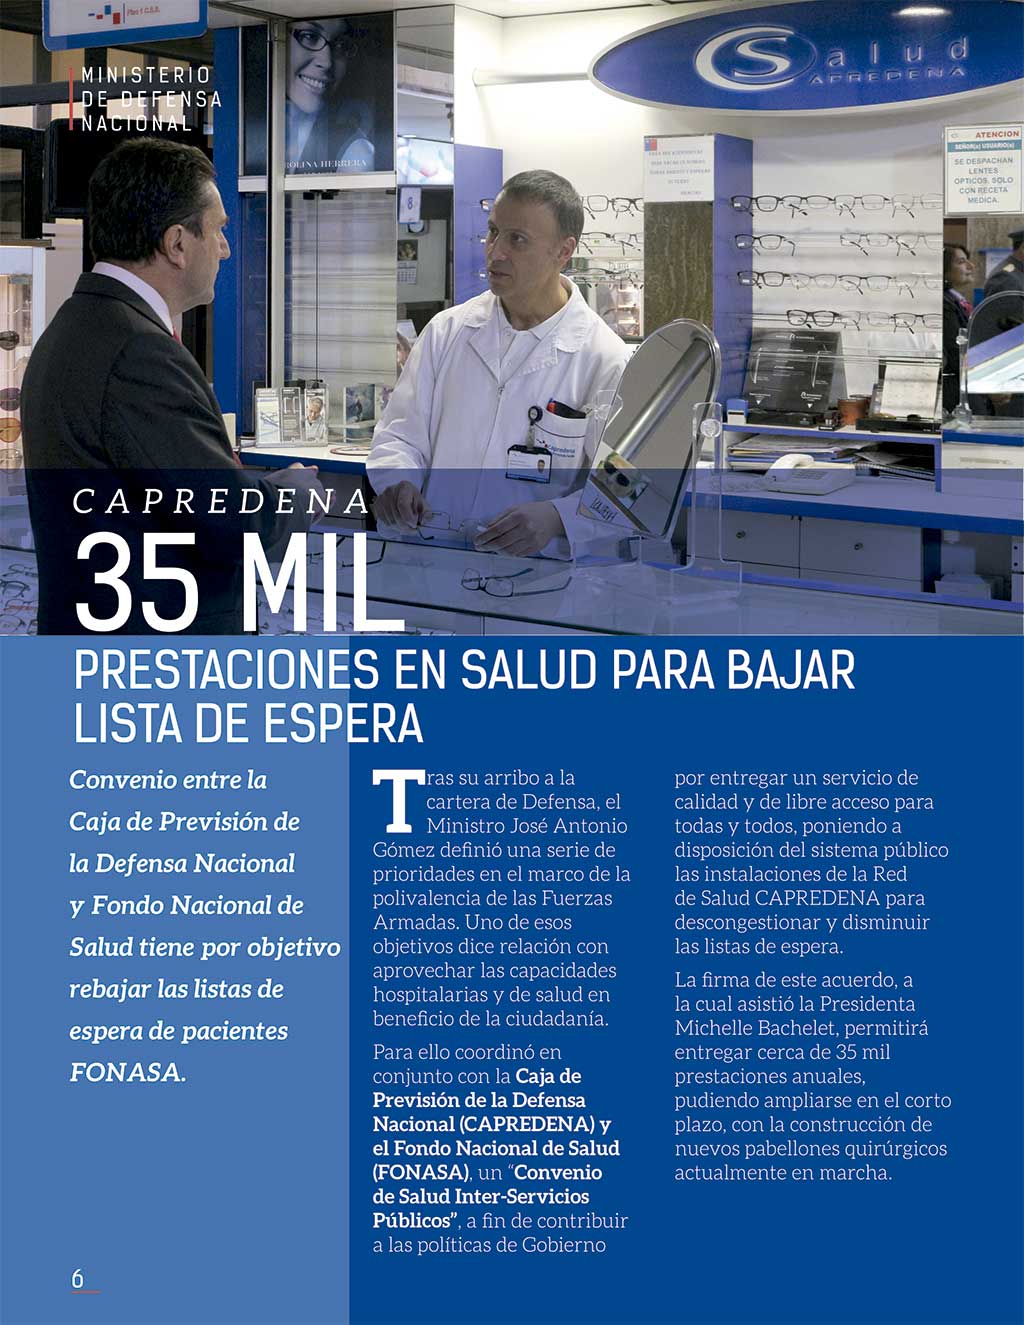 Piso 1 C.S.B.
MINISTERIO
DE DEFENSA
NACIONAL
CAROLINA HERRERA
8
Salud
CAPREDENA
ATENCION
SEÑOR(a) USUARIO(a)
SE DESPACHAN
LENTES
OPTICOS, SOLO
CON RECETA
MEDICA.
Capredena
CAPREDENA
35 MIL
PRESTACIONES EN SALUD PARA BAJAR
LISTA DE ESPERA
Convenio entre la
Caja de Previsión de
la Defensa Nacional
y Fondo Nacional de
Salud tiene por objetivo
rebajar las listas de
espera de pacientes
FONASA.
Tras su arribo a la
cartera de Defensa, el
Ministro José Antonio
Gómez definió una serie de
prioridades en el marco de la
polivalencia de las Fuerzas
Armadas. Uno de esos
objetivos dice relación con
aprovechar las capacidades
hospitalarias y de salud en
beneficio de la ciudadanía.
Para ello coordinó en
conjunto con la Caja de
Previsión de la Defensa
Nacional (CAPREDENA) y
el Fondo Nacional de Salud
(FONASA), un “Convenio
de Salud Inter-Servicios
Públicos”, a fin de contribuir
a las políticas de Gobierno
por entregar un servicio de
calidad y de libre acceso para
todas y todos, poniendo a
disposición del sistema público
las instalaciones de la Red
de Salud CAPREDENA para
descongestionar y disminuir
las listas de espera.
La firma de este acuerdo, a
la cual asistió la Presidenta
Michelle Bachelet, permitirá
entregar cerca de 35 mil
prestaciones anuales,
pudiendo ampliarse en el corto
plazo, con la construcción de
nuevos pabellones quirúrgicos
actualmente en marcha.
6